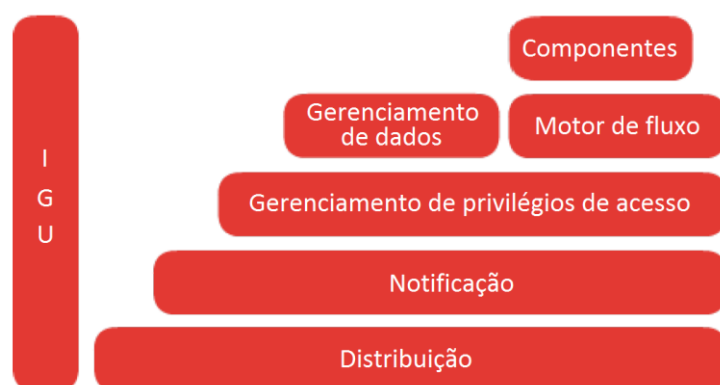 I
G
U
Componentes
Gerenciamento
de dados
Motor de fluxo
Gerenciamento de privilégios de acesso
Notificação
Distribuição